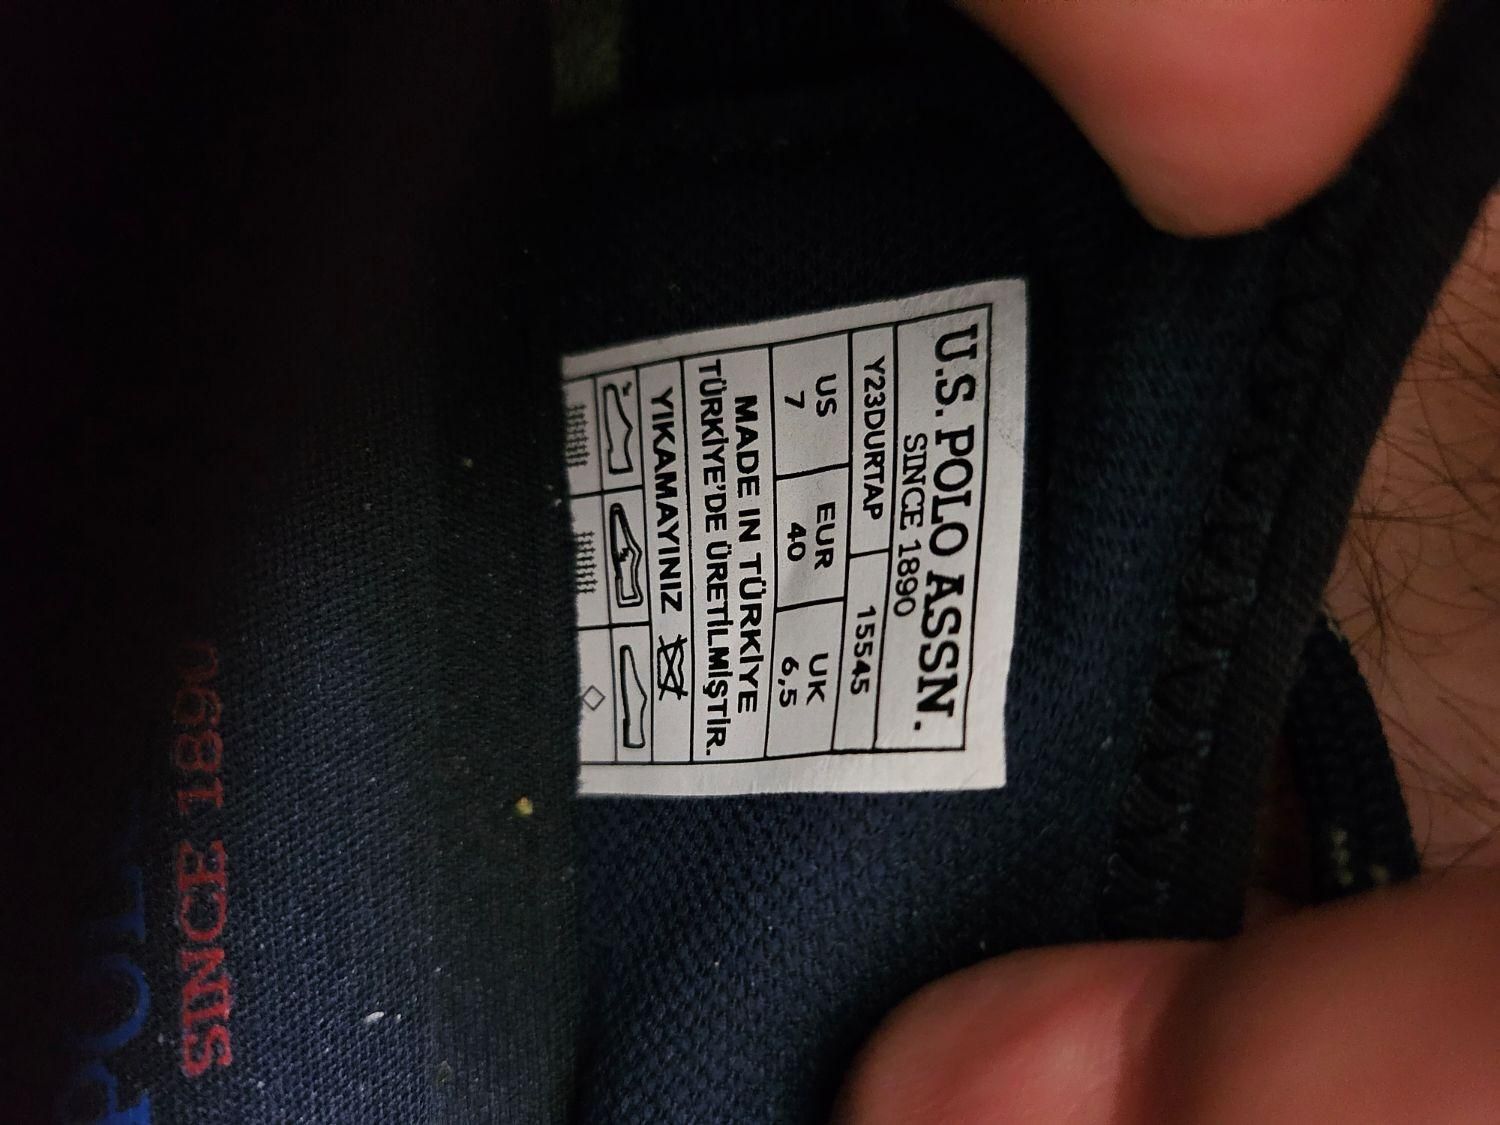 U.S. POLO ASSN.
SINCE 1890
Y23DURTAP 15545
US EUR UK
7 40 6,5
MADE IN TÜRKİYE
TÜRKİYE'DE ÜRETİLMİŞTİR.
YIKAMAYINIZ
SINCE 1890